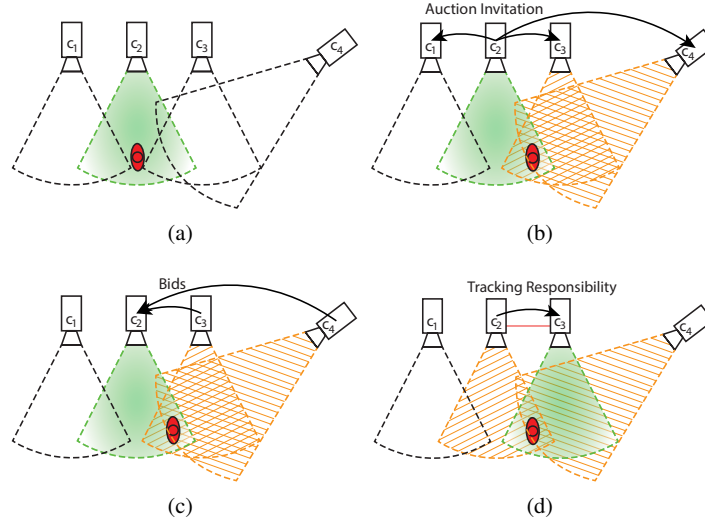 c1 c2 c3 c4
(a)
Auction Invitation
c1 c2 c3 c4
(b)
Bids
c1 c2 c3 c4
(c)
Tracking Responsibility
c1 c2 c3 c4
(d)